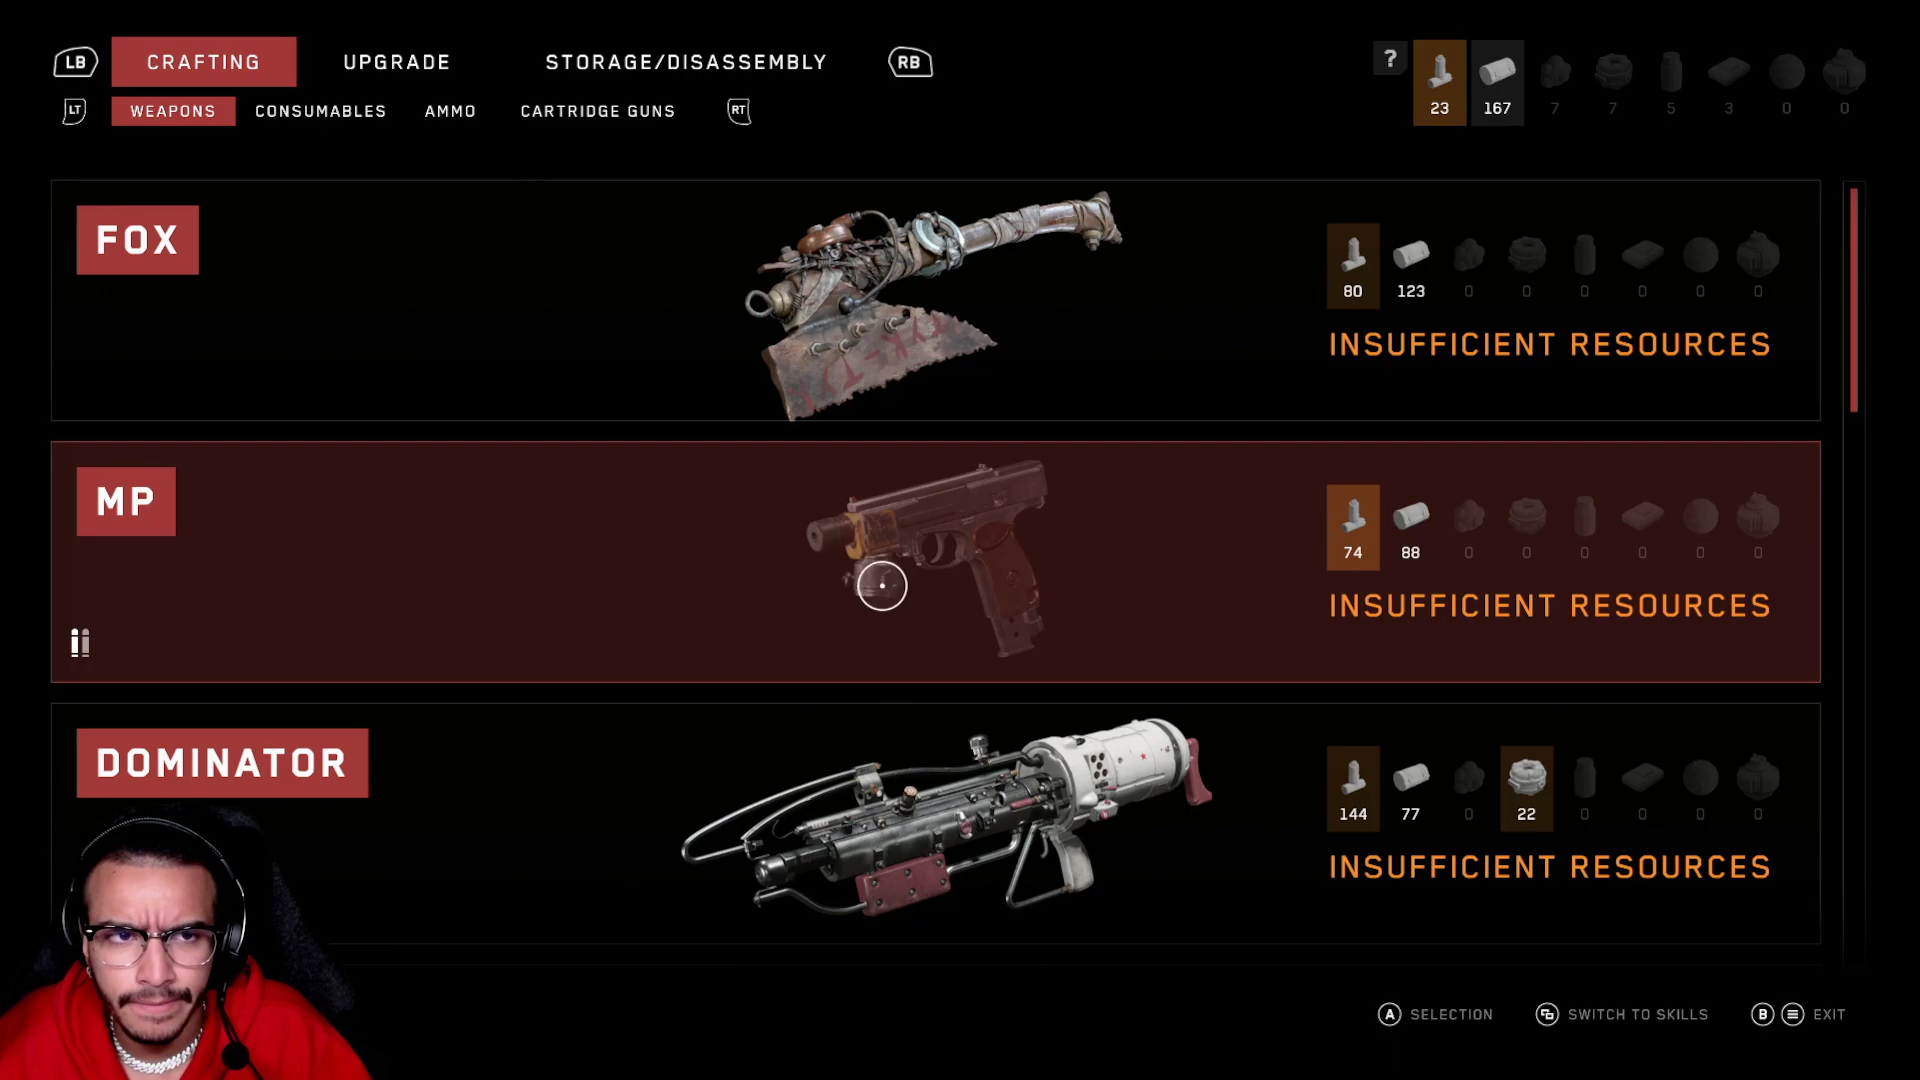 LB CRAFTING UPGRADE STORAGE/DISASSEMBLY RB
LT WEAPONS CONSUMABLES AMMO CARTRIDGE GUNS RT
?
23 167 7 7 5 3 0 0
FOX
80 123 0 0 0 0 0 0
INSUFFICIENT RESOURCES
MP
74 88 0 0 0 0 0 0
INSUFFICIENT RESOURCES
DOMINATOR
144 77 0 22 0 0 0 0
INSUFFICIENT RESOURCES
A SELECTION SWITCH TO SKILLS B EXIT